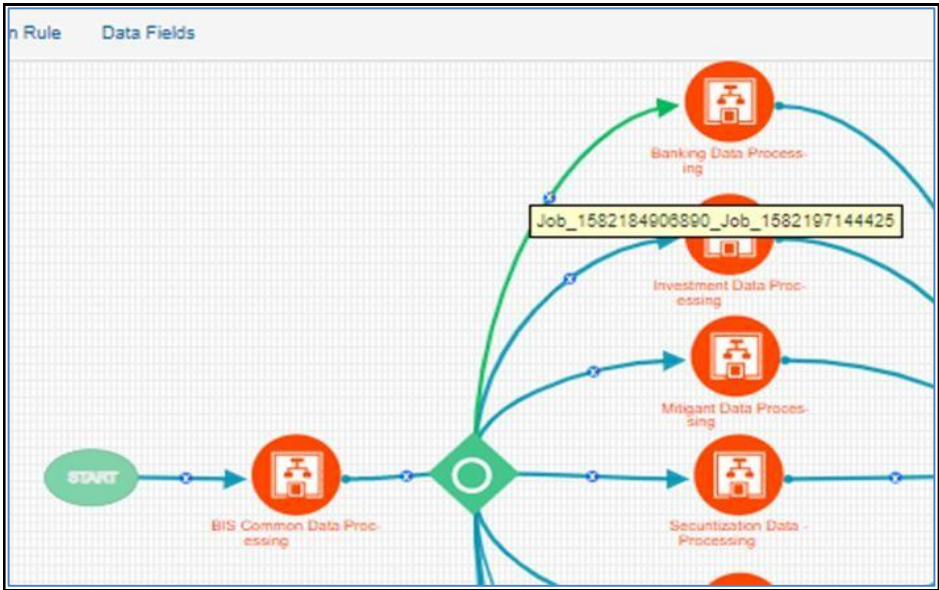 n Rule Data Fields
Banking Data Process-
ing
Job_1582184906890_Job_1582197144425
Investment Data Proc-
essing
Mitigant Data Proces-
sing
START
BIS Common Data Proc-
essing
Securitization Data -
Processing